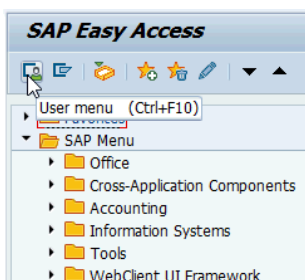 SAP Easy Access
User menu (Ctrl+F10)
Favorites
SAP Menu
Office
Cross-Application Components
Accounting
Information Systems
Tools
WebClient UI Framework